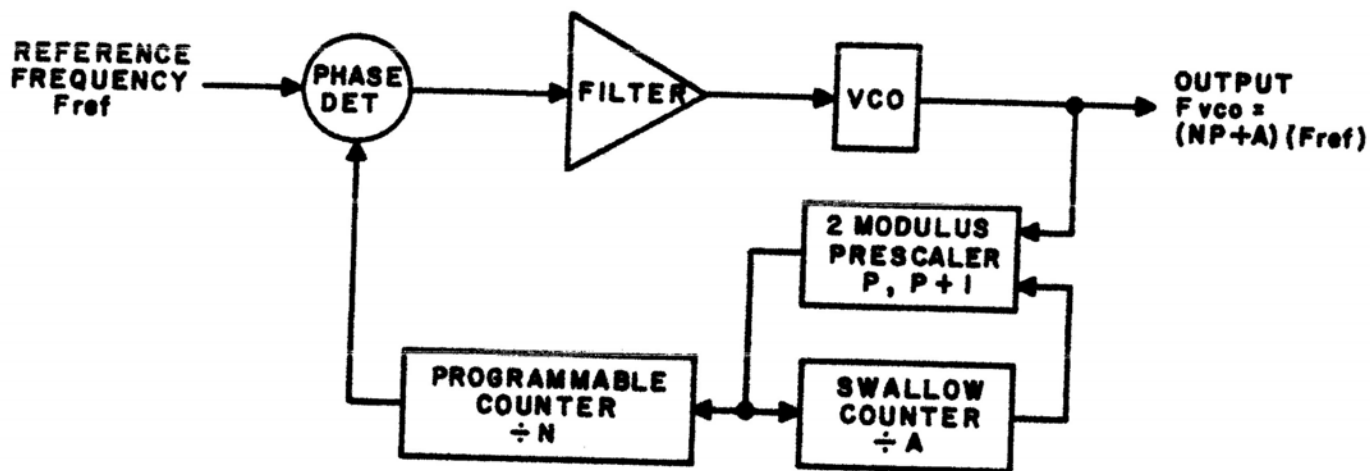 REFERENCE
FREQUENCY
Fref
PHASE
DET
FILTER
VCO
OUTPUT
Fvco =
(NP+A)(Fref)
2 MODULUS
PRESCALER
P, P+1
PROGRAMMABLE
COUNTER
÷N
SWALLOW
COUNTER
÷A